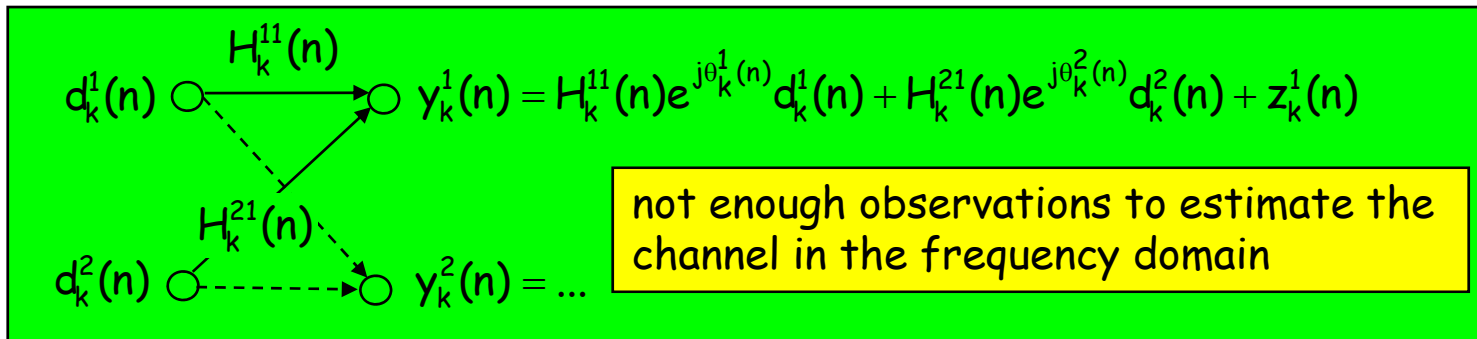 H_k^{11}(n)
d_k^1(n) y_k^1(n) = H_k^{11}(n)e^{jθ_k^1(n)}d_k^1(n) + H_k^{21}(n)e^{jθ_k^2(n)}d_k^2(n) + z_k^1(n)
H_k^{21}(n)
d_k^2(n) y_k^2(n) = ...
not enough observations to estimate the
channel in the frequency domain